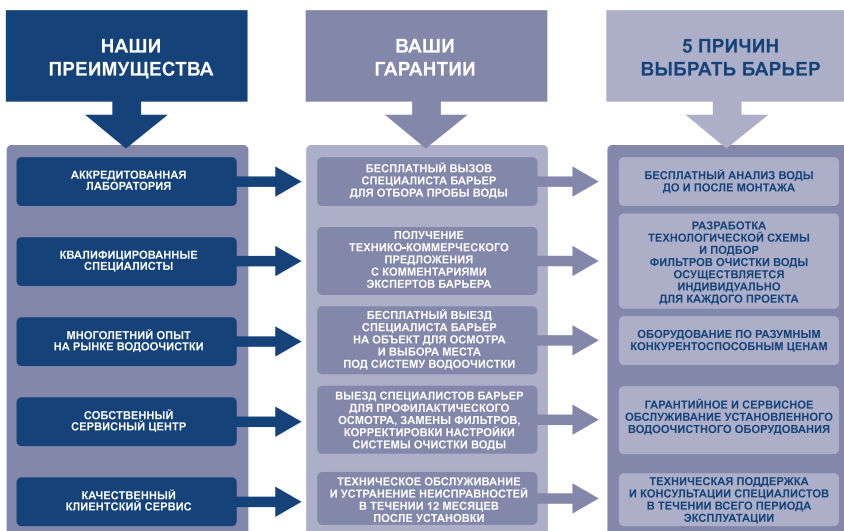 НАШИ
ПРЕИМУЩЕСТВА
ВАШИ
ГАРАНТИИ
5 ПРИЧИН
ВЫБРАТЬ БАРЬЕР
АККРЕДИТОВАННАЯ
ЛАБОРАТОРИЯ
БЕСПЛАТНЫЙ ВЫЗОВ
СПЕЦИАЛИСТА БАРЬЕР
ДЛЯ ОТБОРА ПРОБЫ ВОДЫ
БЕСПЛАТНЫЙ АНАЛИЗ ВОДЫ
ДО И ПОСЛЕ МОНТАЖА
КВАЛИФИЦИРОВАННЫЕ
СПЕЦИАЛИСТЫ
ПОЛУЧЕНИЕ
ТЕХНИКО-КОММЕРЧЕСКОГО
ПРЕДЛОЖЕНИЯ
С КОММЕНТАРИЯМИ
ЭКСПЕРТОВ БАРЬЕРА
РАЗРАБОТКА
ТЕХНОЛОГИЧЕСКОЙ СХЕМЫ
И ПОДБОР
ФИЛЬТРОВ ОЧИСТКИ ВОДЫ
ОСУЩЕСТВЛЯЕТСЯ
ИНДИВИДУАЛЬНО
ДЛЯ КАЖДОГО ПРОЕКТА
МНОГОЛЕТНИЙ ОПЫТ
НА РЫНКЕ ВОДООЧИСТКИ
БЕСПЛАТНЫЙ ВЫЕЗД
СПЕЦИАЛИСТА БАРЬЕР
НА ОБЪЕКТ ДЛЯ ОСМОТРА
И ВЫБОРА МЕСТА
ПОД СИСТЕМУ ВОДООЧИСТКИ
ОБОРУДОВАНИЕ ПО РАЗУМНЫМ
КОНКУРЕНТОСПОСОБНЫМ ЦЕНАМ
СОБСТВЕННЫЙ
СЕРВИСНЫЙ ЦЕНТР
ВЫЕЗД СПЕЦИАЛИСТОВ БАРЬЕР
ДЛЯ ПРОФИЛАКТИЧЕСКОГО
ОСМОТРА, ЗАМЕНЫ ФИЛЬТРОВ,
КОРРЕКТИРОВКИ НАСТРОЙКИ
СИСТЕМЫ ОЧИСТКИ ВОДЫ
ГАРАНТИЙНОЕ И СЕРВИСНОЕ
ОБСЛУЖИВАНИЕ УСТАНОВЛЕННОГО
ВОДООЧИСТНОГО ОБОРУДОВАНИЯ
КАЧЕСТВЕННЫЙ
КЛИЕНТСКИЙ СЕРВИС
ТЕХНИЧЕСКОЕ ОБСЛУЖИВАНИЕ
И УСТРАНЕНИЕ НЕИСПРАВНОСТЕЙ
В ТЕЧЕНИИ 12 МЕСЯЦЕВ
ПОСЛЕ УСТАНОВКИ
ТЕХНИЧЕСКАЯ ПОДДЕРЖКА
И КОНСУЛЬТАЦИИ СПЕЦИАЛИСТОВ
В ТЕЧЕНИИ ВСЕГО ПЕРИОДА
ЭКСПЛУАТАЦИИ